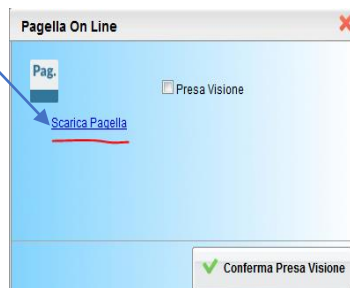 Pagella On Line
Pag.
Presa Visione
Scarica Pagella
Conferma Presa Visione